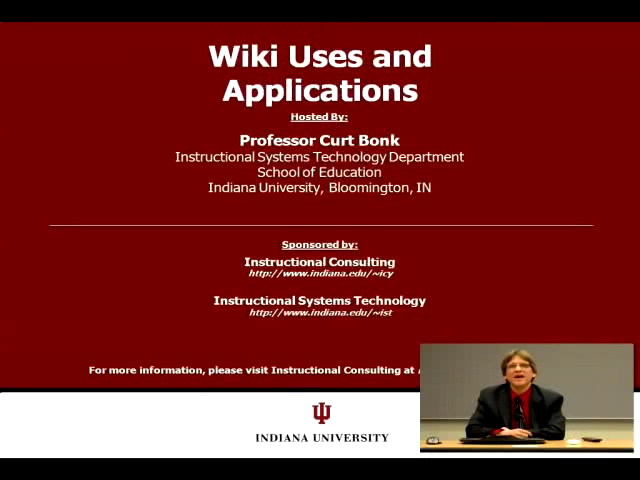 Wiki Uses and
Applications
Hosted By:
Professor Curt Bonk
Instructional Systems Technology Department
School of Education
Indiana University, Bloomington, IN
Sponsored by:
Instructional Consulting
http://www.indiana.edu/~icy
Instructional Systems Technology
http://www.indiana.edu/~ist
For more information, please visit Instructional Consulting at
INDIANA UNIVERSITY